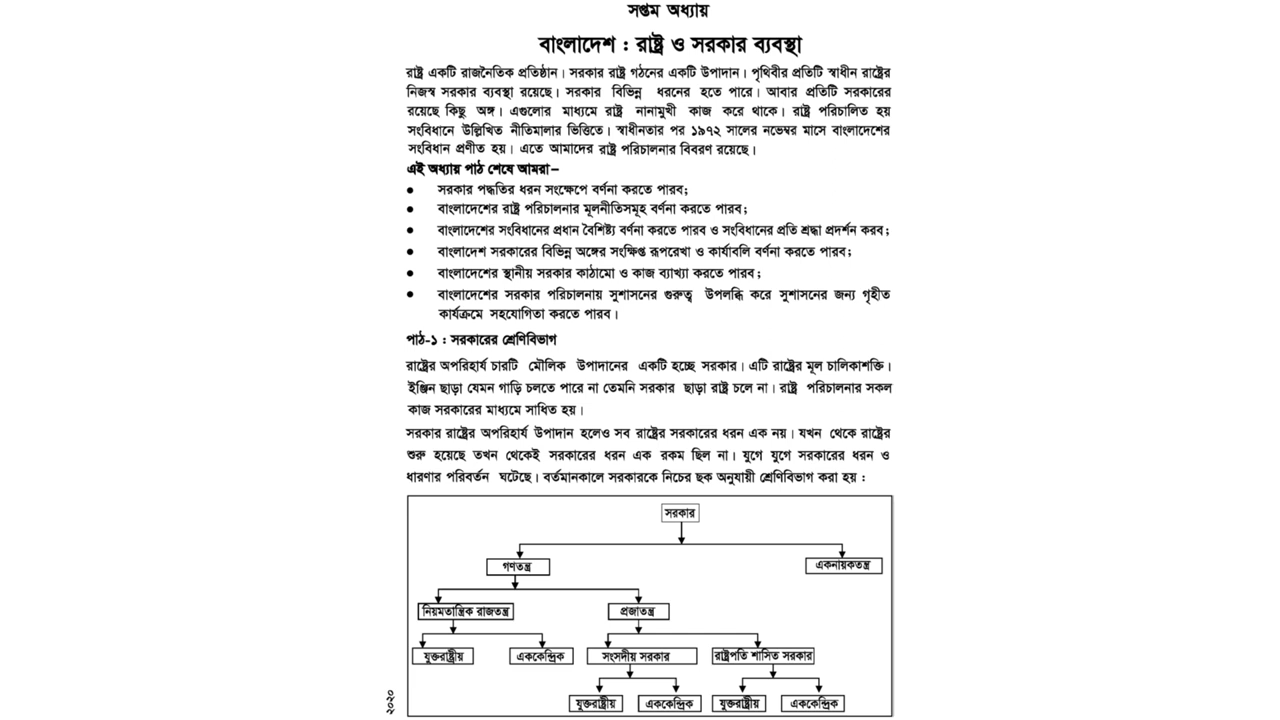 সপ্তম অধ্যায়
বাংলাদেশ : রাষ্ট্র ও সরকার ব্যবস্থা
রাষ্ট্র একটি রাজনৈতিক প্রতিষ্ঠান। সরকার রাষ্ট্র গঠনের একটি উপাদান। পৃথিবীর প্রতিটি স্বাধীন রাষ্ট্রের
নিজস্ব সরকার ব্যবস্থা রয়েছে। সরকার বিভিন্ন ধরনের হতে পারে। আবার প্রতিটি সরকারের
রয়েছে কিছু অঙ্গ। এগুলোর মাধ্যমে রাষ্ট্র নানামুখী কাজ করে থাকে। রাষ্ট্র পরিচালিত হয়
সংবিধানে উল্লিখিত নীতিমালার ভিত্তিতে। স্বাধীনতার পর ১৯৭২ সালের নভেম্বর মাসে বাংলাদেশের
সংবিধান প্রণীত হয়। এতে আমাদের রাষ্ট্র পরিচালনার বিবরণ রয়েছে।
এই অধ্যায় পাঠ শেষে আমরা–
● সরকার পদ্ধতির ধরন সংক্ষেপে বর্ণনা করতে পারব;
● বাংলাদেশের রাষ্ট্র পরিচালনার মূলনীতিসমূহ বর্ণনা করতে পারব;
● বাংলাদেশের সংবিধানের প্রধান বৈশিষ্ট্য বর্ণনা করতে পারব ও সংবিধানের প্রতি শ্রদ্ধা প্রদর্শন করব;
● বাংলাদেশ সরকারের বিভিন্ন অঙ্গের সংক্ষিপ্ত রূপরেখা ও কার্যাবলি বর্ণনা করতে পারব;
● বাংলাদেশের স্থানীয় সরকার কাঠামো ও কাজ ব্যাখ্যা করতে পারব;
● বাংলাদেশের সরকার পরিচালনায় সুশাসনের গুরুত্ব উপলব্ধি করে সুশাসনের জন্য গৃহীত
কার্যক্রমে সহযোগিতা করতে পারব।
পাঠ-১ : সরকারের শ্রেণিবিভাগ
রাষ্ট্রের অপরিহার্য চারটি মৌলিক উপাদানের একটি হচ্ছে সরকার। এটি রাষ্ট্রের মূল চালিকাশক্তি।
ইঞ্জিন ছাড়া যেমন গাড়ি চলতে পারে না তেমনি সরকার ছাড়া রাষ্ট্র চলে না। রাষ্ট্র পরিচালনার সকল
কাজ সরকারের মাধ্যমে সাধিত হয়।
সরকার রাষ্ট্রের অপরিহার্য উপাদান হলেও সব রাষ্ট্রের সরকারের ধরন এক নয়। যখন থেকে রাষ্ট্রের
শুরু হয়েছে তখন থেকেই সরকারের ধরন এক রকম ছিল না। যুগে যুগে সরকারের ধরন ও
ধারণার পরিবর্তন ঘটেছে। বর্তমানকালে সরকারকে নিচের ছক অনুযায়ী শ্রেণিবিভাগ করা হয় :
সরকার
গণতন্ত্র একনায়কতন্ত্র
নিয়মতান্ত্রিক রাজতন্ত্র প্রজাতন্ত্র
যুক্তরাষ্ট্রীয় এককেন্দ্রিক সংসদীয় সরকার রাষ্ট্রপতি শাসিত সরকার
যুক্তরাষ্ট্রীয় এককেন্দ্রিক যুক্তরাষ্ট্রীয় এককেন্দ্রিক
২০২০